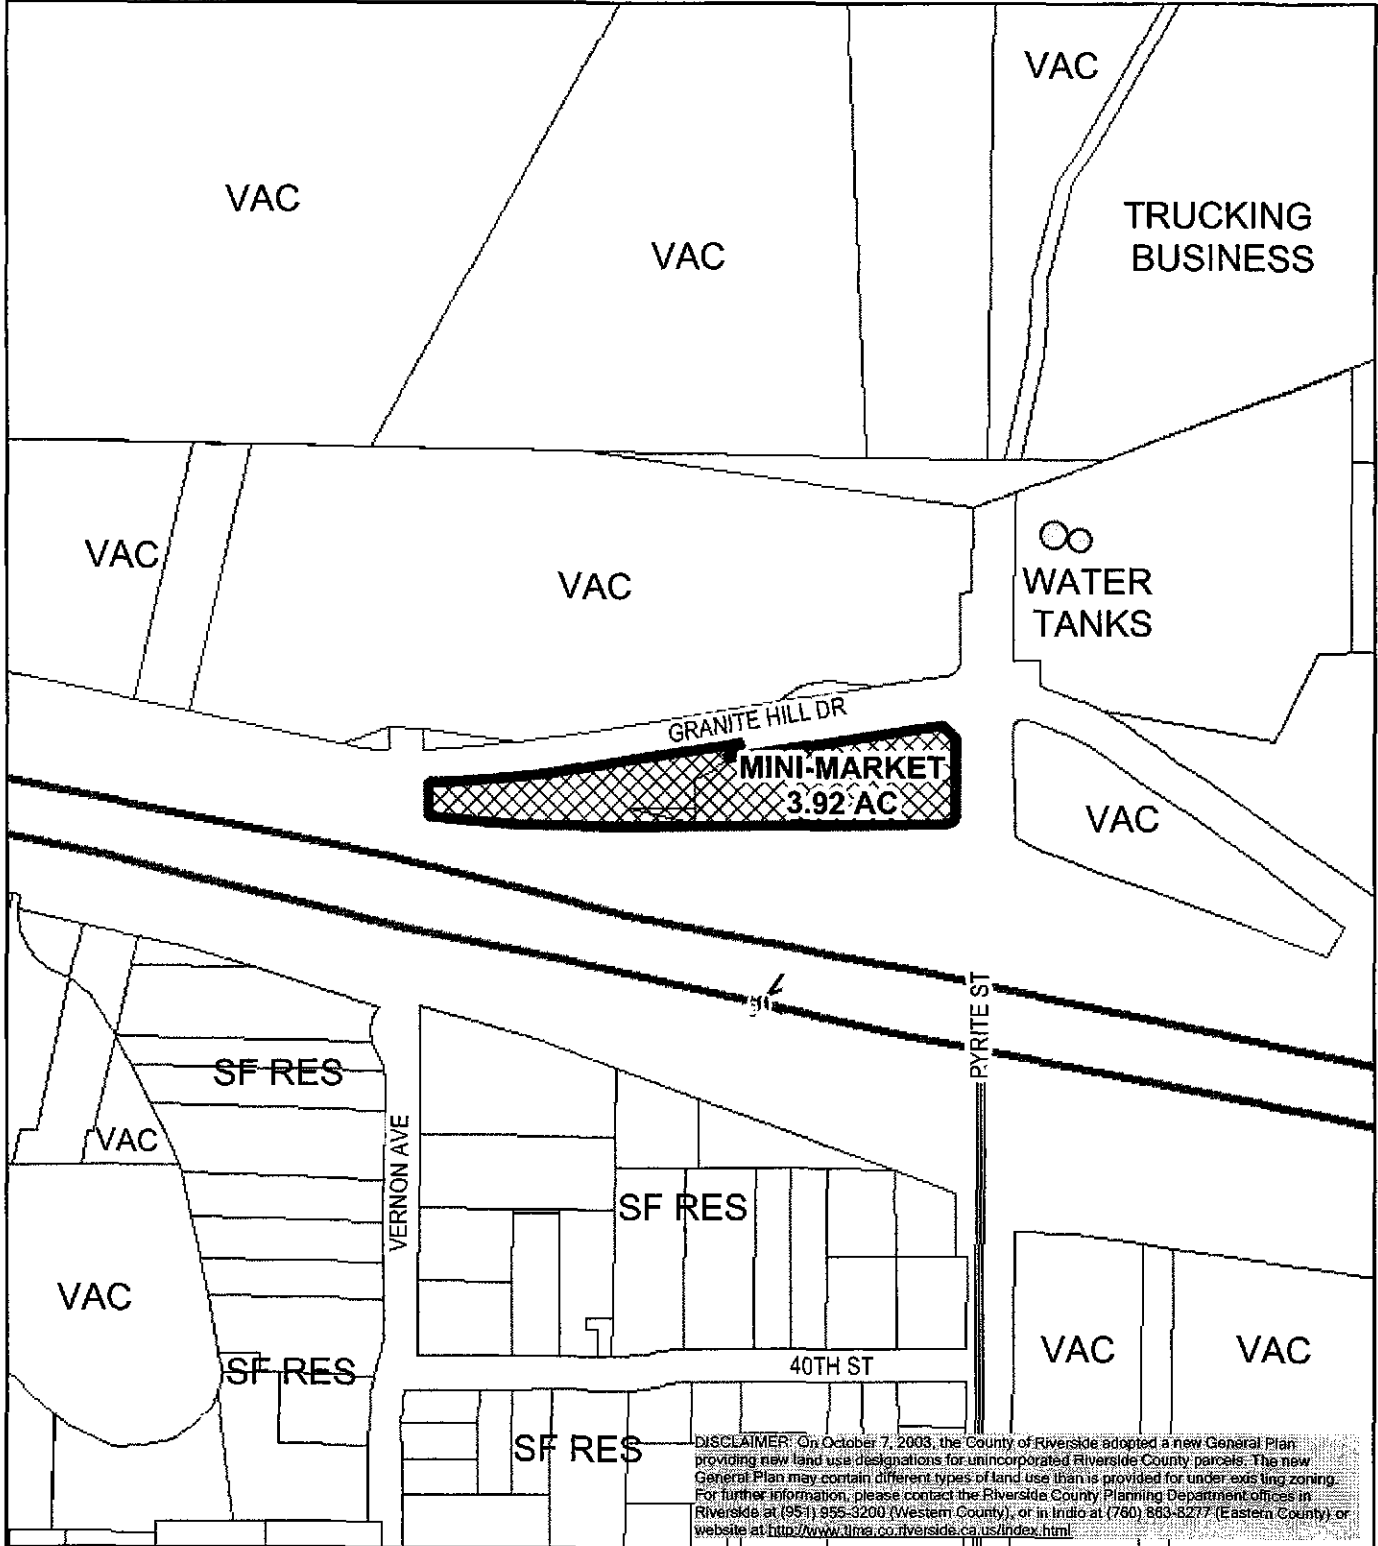 VAC
VAC
VAC
TRUCKING
BUSINESS
VAC
VAC
WATER
TANKS
GRANITE HILL DR
MINI-MARKET
3.92 AC
VAC
PYRITE ST
SF RES
VAC
VERNON AVE
SF RES
VAC
VAC
VAC
SF RES
40TH ST
SF RES
DISCLAIMER: On October 7, 2003, the County of Riverside adopted a new General Plan
providing new land use designations for unincorporated Riverside County parcels. The new
General Plan may contain different types of land use than is provided for under existing zoning.
For further information, please contact the Riverside County Planning Department offices in
Riverside at (951) 955-3200 (Western County), or in Indio at (760) 863-8277 (Eastern County) or
website at http://www.tlma.co.riverside.ca.us/index.html